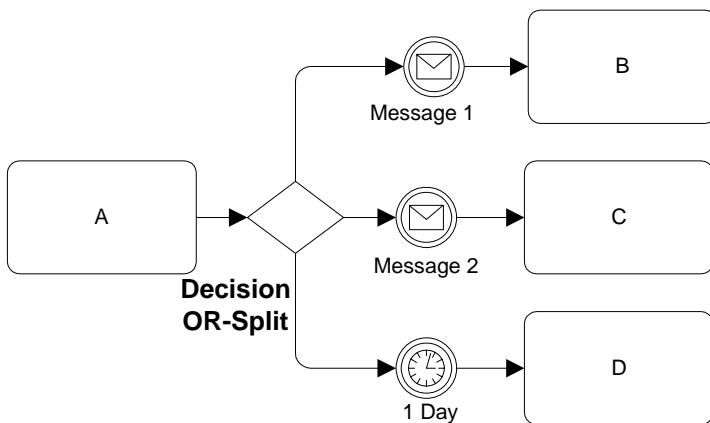 B
Message 1
A
C
Message 2
Decision
OR-Split
D
1 Day